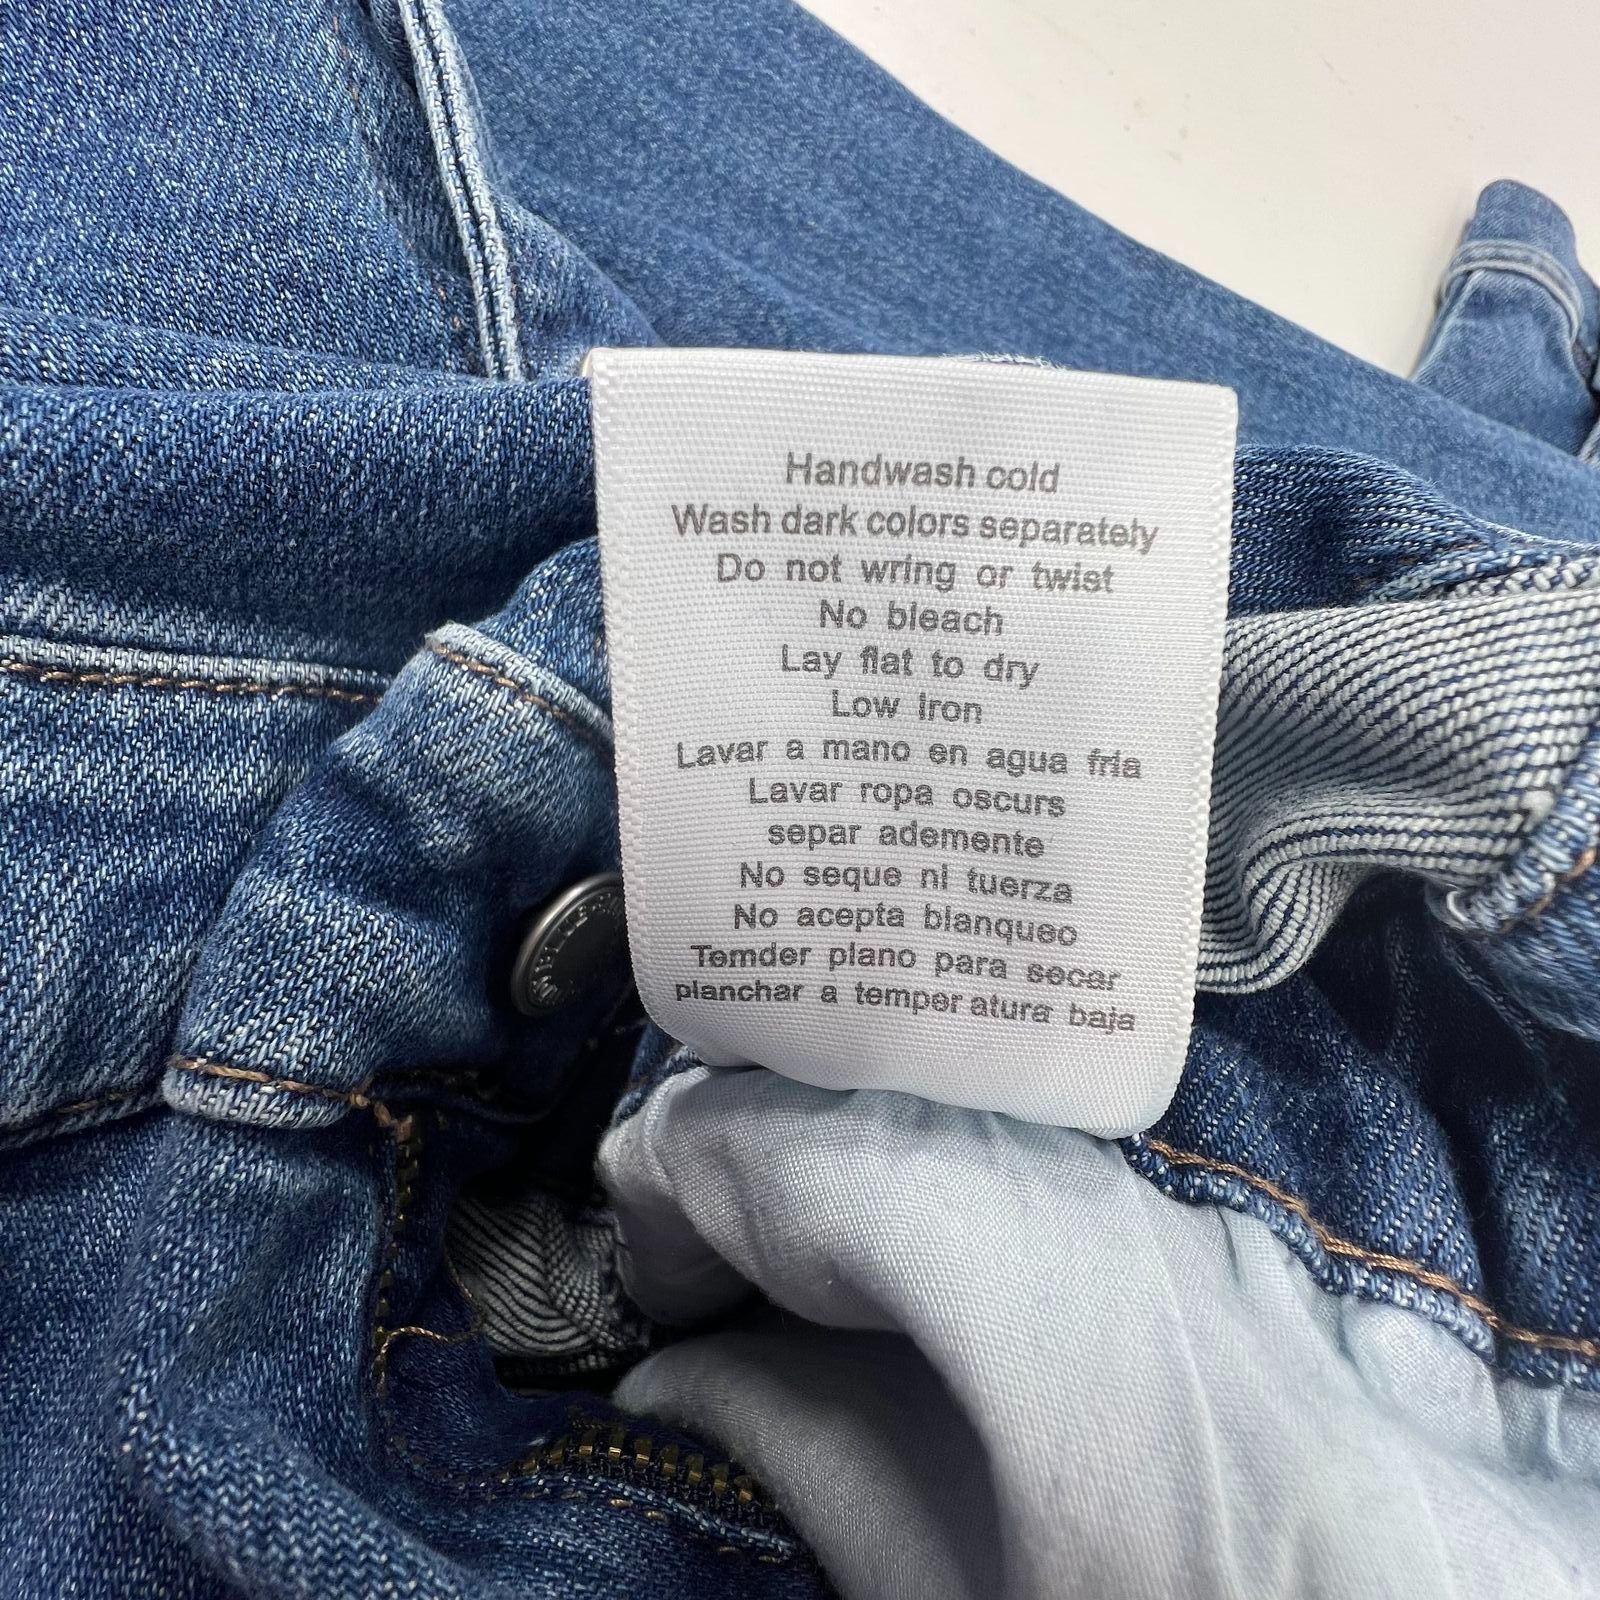 Handwash cold
Wash dark colors separately
Do not wring or twist
No bleach
Lay flat to dry
Low Iron
Lavar a mano en agua fria
Lavar ropa oscurs
separ ademente
No seque ni tuerza
No acepta blanqueo
Temder plano para secar
planchar a temper atura baja